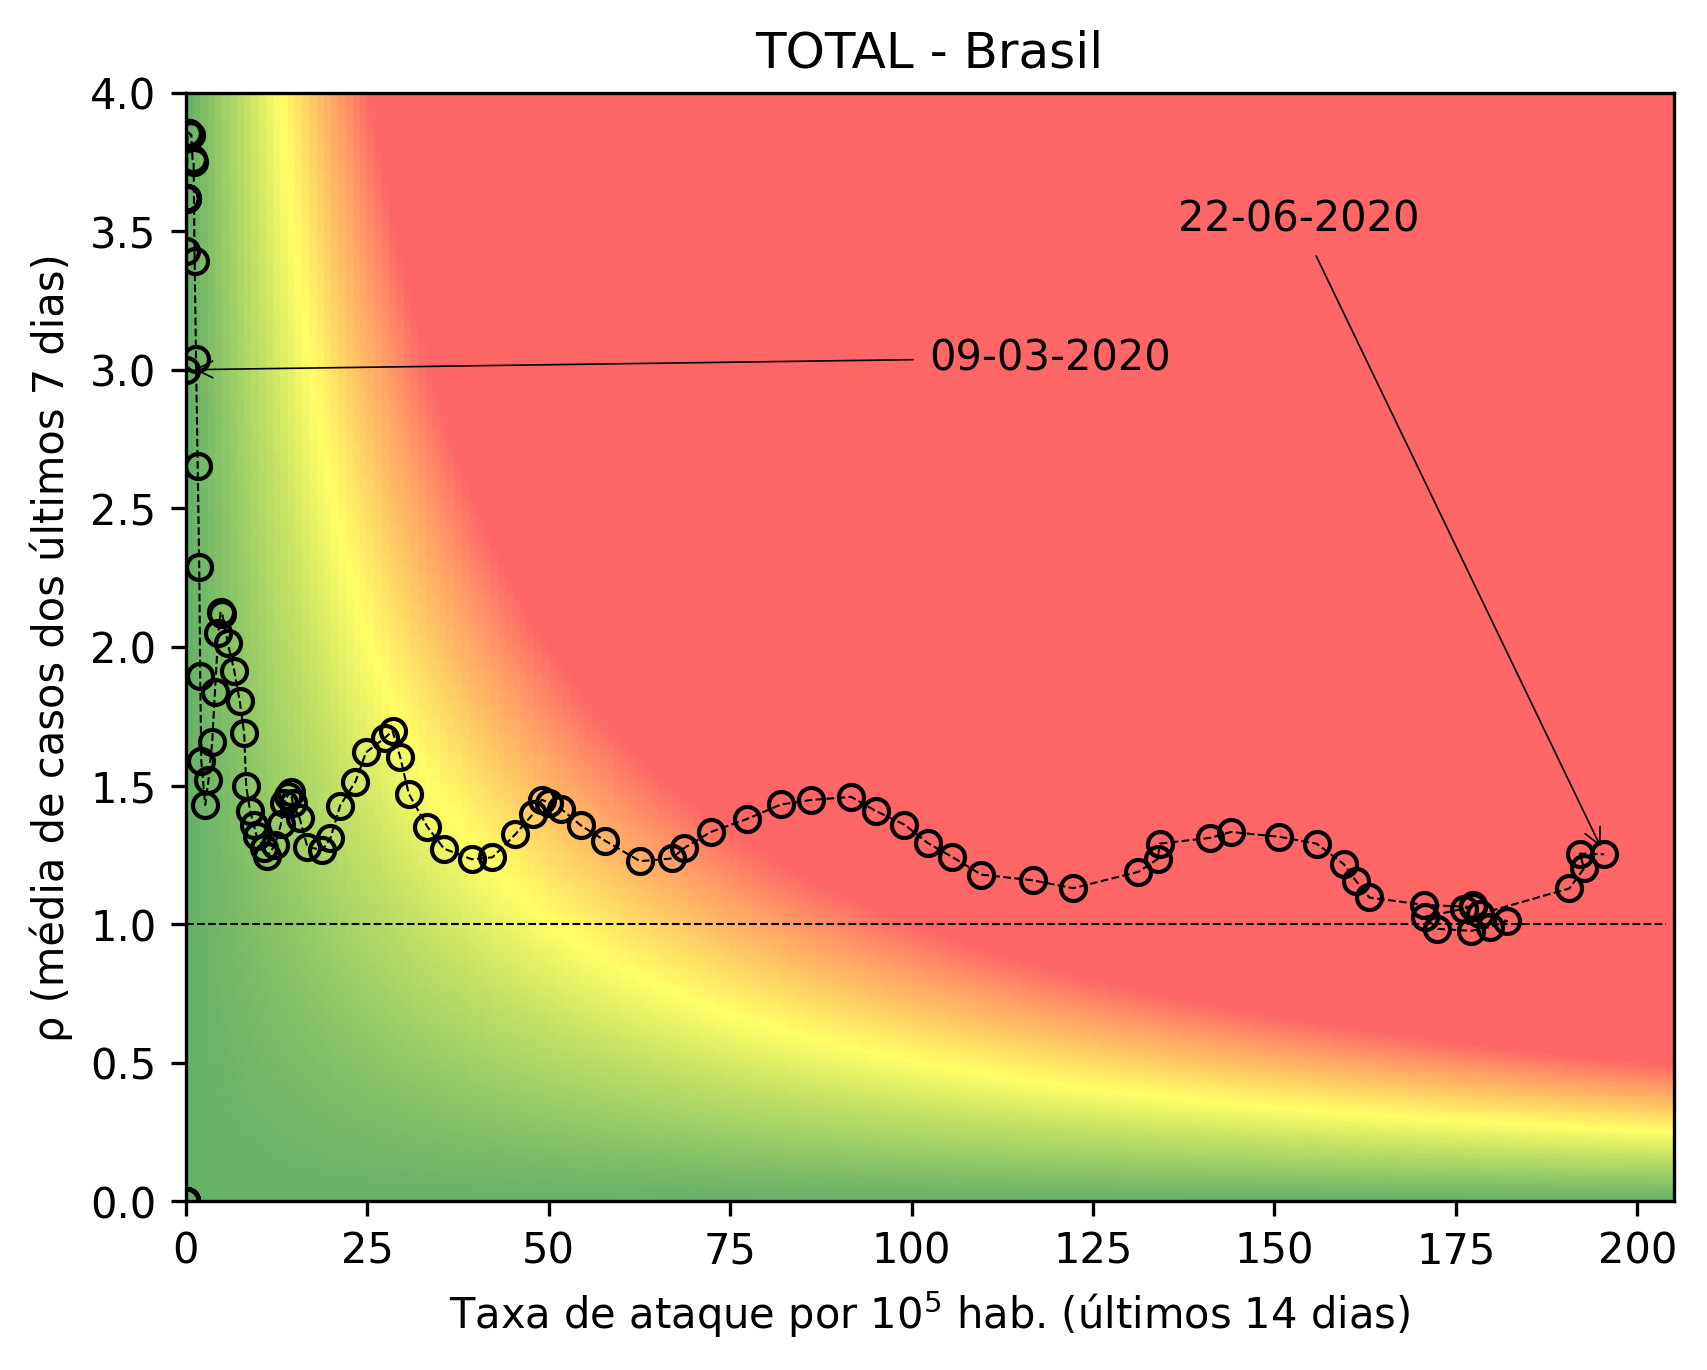 TOTAL - Brasil
ρ (média de casos dos últimos 7 dias)
4.0
3.5
3.0
2.5
2.0
1.5
1.0
0.5
0.0
22-06-2020
09-03-2020
0 25 50 75 100 125 150 175 200
Taxa de ataque por 10⁵ hab. (últimos 14 dias)